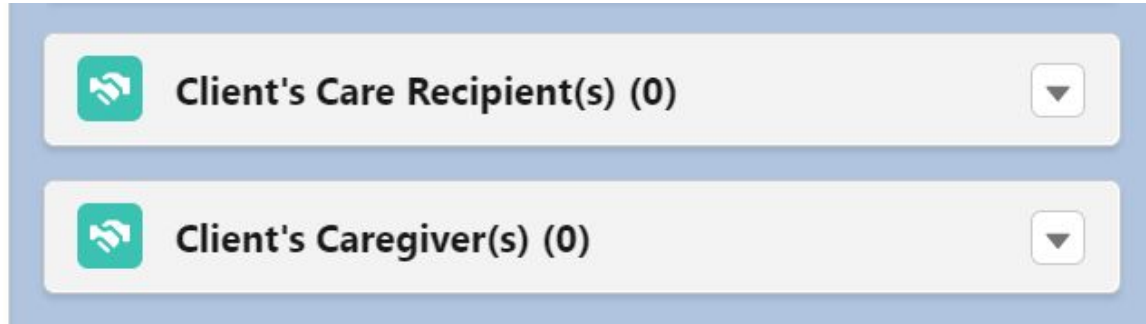 Client's Care Recipient(s) (0)
Client's Caregiver(s) (0)